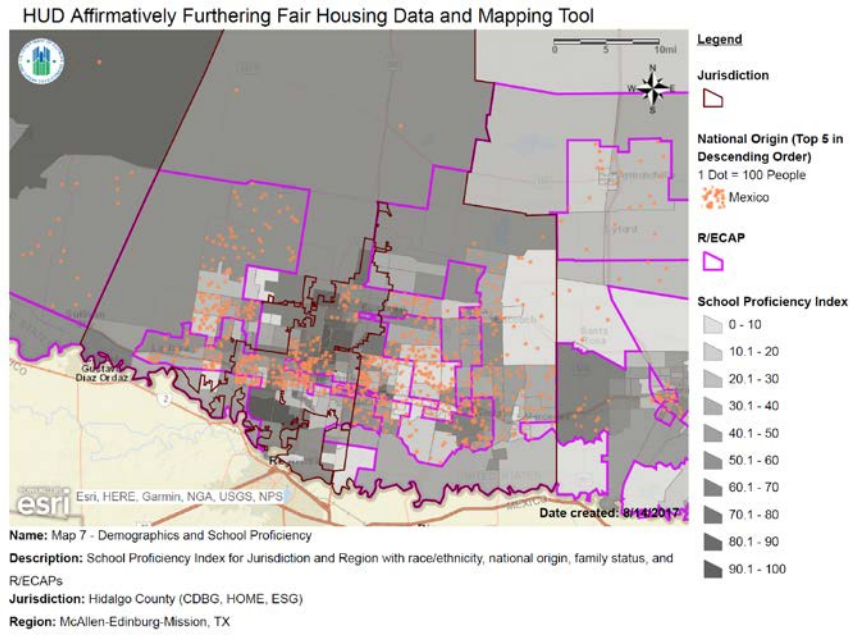 HUD Affirmatively Furthering Fair Housing Data and Mapping Tool
0 5 10mi
N
W E
S
Legend
Jurisdiction
National Origin (Top 5 in
Descending Order)
1 Dot = 100 People
Mexico
R/ECAP
School Proficiency Index
0 - 10
10.1 - 20
20.1 - 30
30.1 - 40
40.1 - 50
50.1 - 60
60.1 - 70
70.1 - 80
80.1 - 90
90.1 - 100
Santa
Rosa
Gustavo
Diaz Ordaz
2
MEXICO
esri
Esri, HERE, Garmin, NGA, USGS, NPS
Date created: 8/14/2017
Name: Map 7 - Demographics and School Proficiency
Description: School Proficiency Index for Jurisdiction and Region with race/ethnicity, national origin, family status, and
R/ECAPs
Jurisdiction: Hidalgo County (CDBG, HOME, ESG)
Region: McAllen-Edinburg-Mission, TX